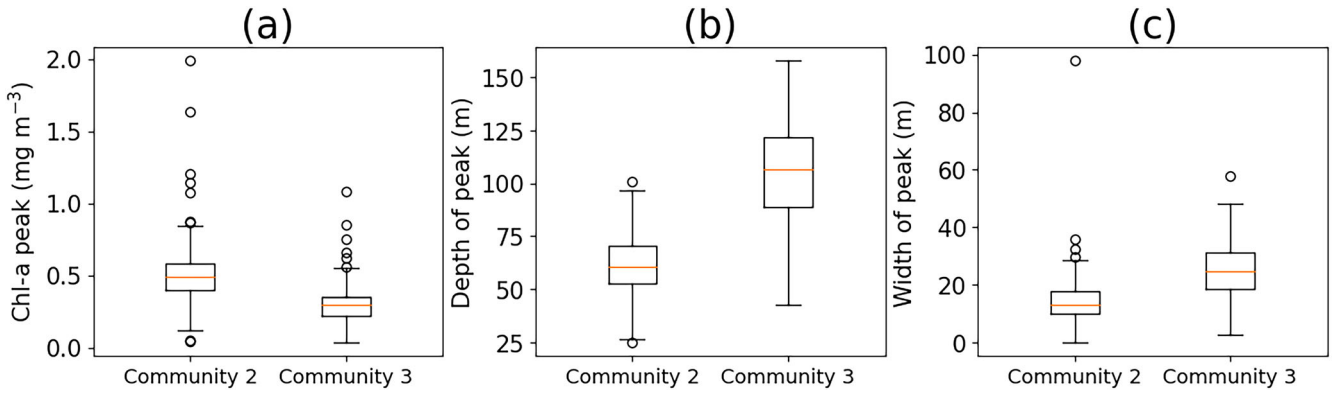 (a)
Chl-a peak (mg m⁻³)
2.0
1.5
1.0
0.5
0.0
Community 2 Community 3
(b)
Depth of peak (m)
150
125
100
75
50
25
Community 2 Community 3
(c)
Width of peak (m)
100
80
60
40
20
0
Community 2 Community 3